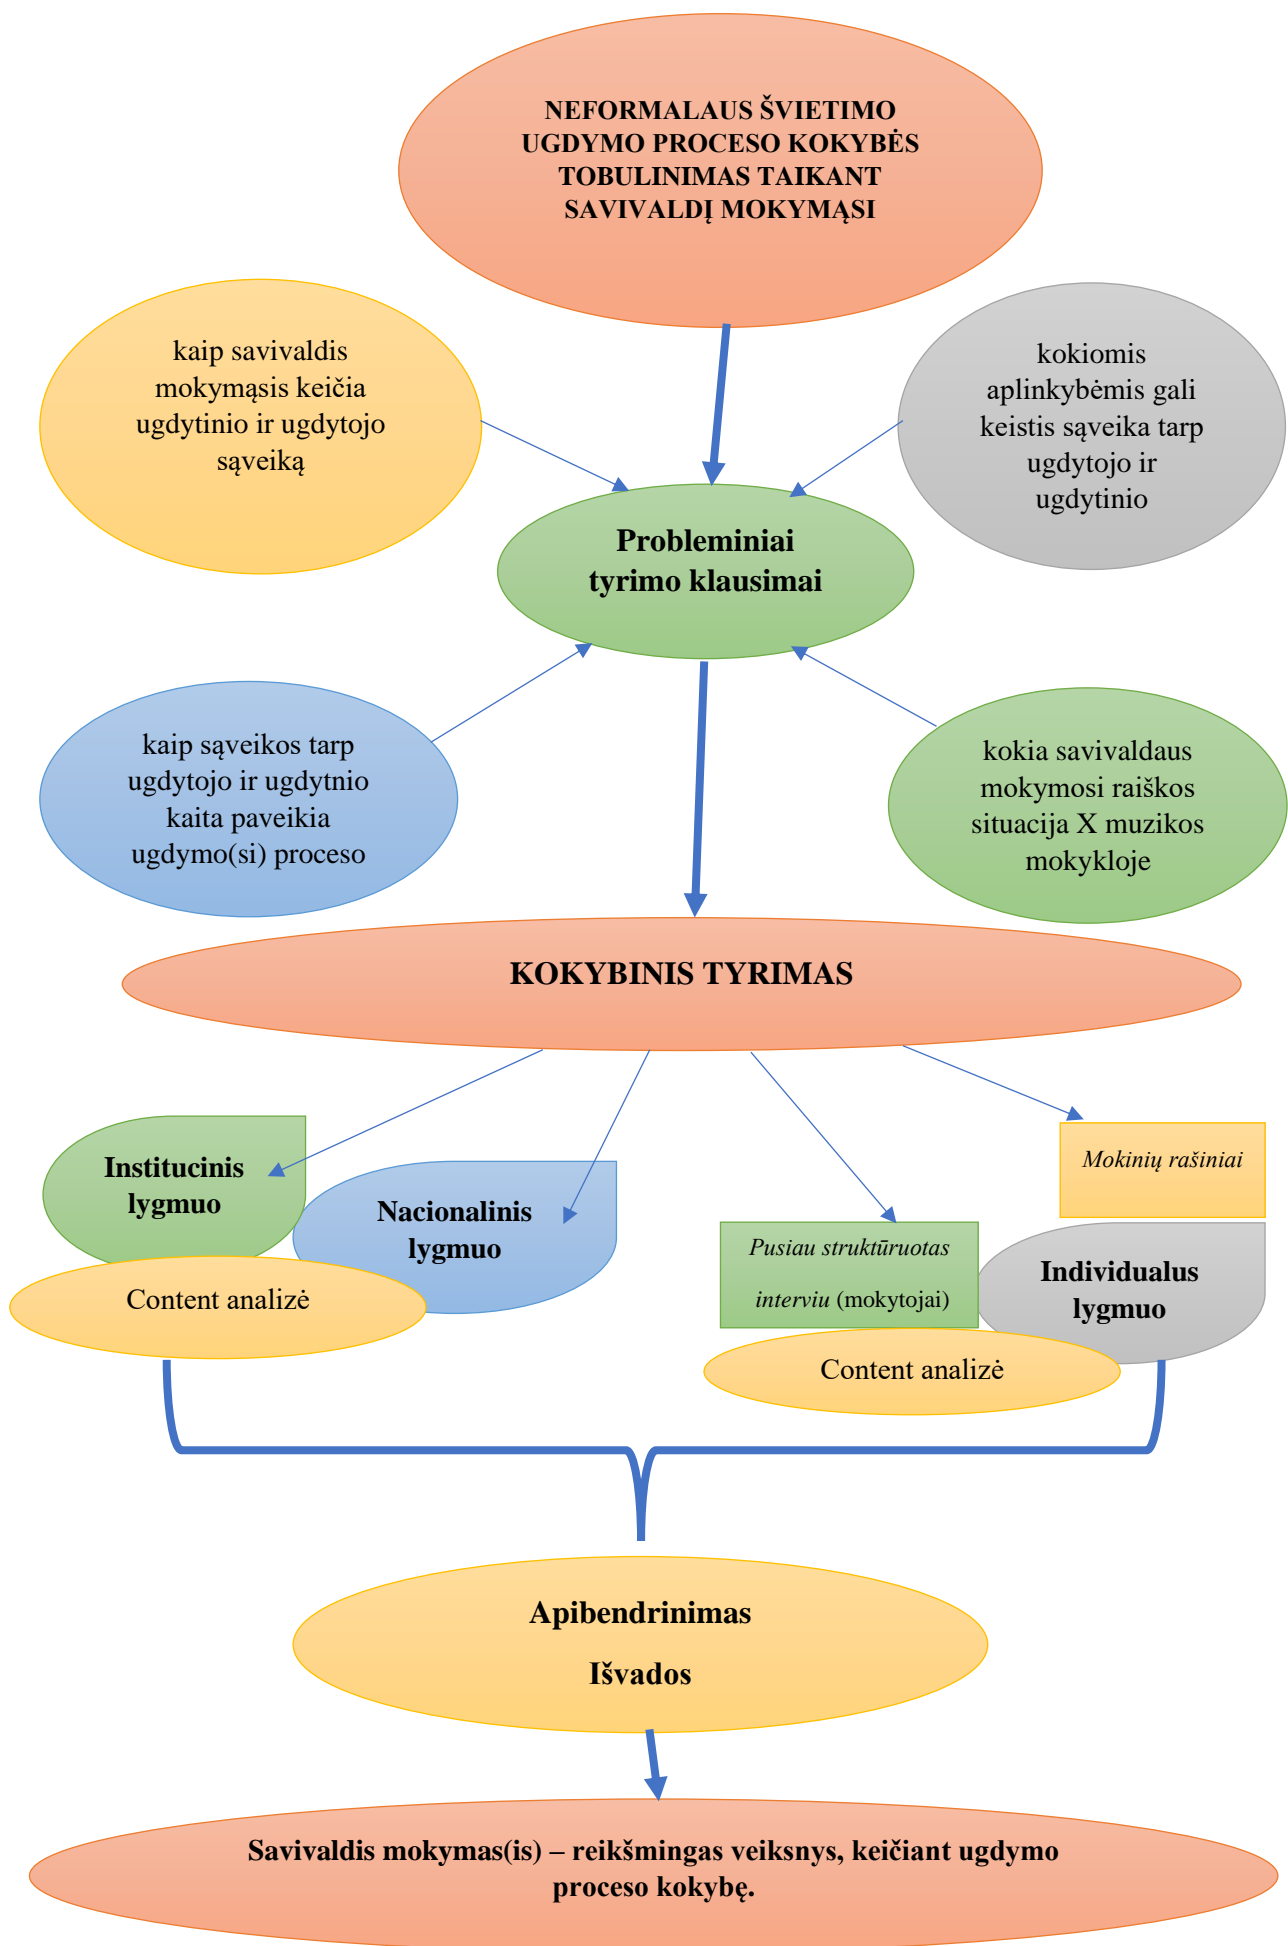 NEFORMALAUS ŠVIETIMO
UGDYMO PROCESO KOKYBĖS
TOBULINIMAS TAIKANT
SAVIVALDĮ MOKYMĄSI
kaip savivaldis
mokymąsis keičia
ugdytinio ir ugdytojo
sąveiką
kokiomis
aplinkybėmis gali
keistis sąveika tarp
ugdytojo ir
ugdytinio
Probleminiai
tyrimo klausimai
kaip sąveikos tarp
ugdytojo ir ugdytnio
kaita paveikia
ugdymo(si) proceso
kokia savivaldaus
mokymosi raiškos
situacija X muzikos
mokykloje
KOKYBINIS TYRIMAS
Institucinis
lygmuo
Nacionalinis
lygmuo
Content analizė
Mokinių rašiniai
Pusiau struktūruotas
interviu (mokytojai)
Individualus
lygmuo
Content analizė
Apibendrinimas
Išvados
Savivaldis mokymas(is) – reikšmingas veiksnys, keičiant ugdymo
proceso kokybę.